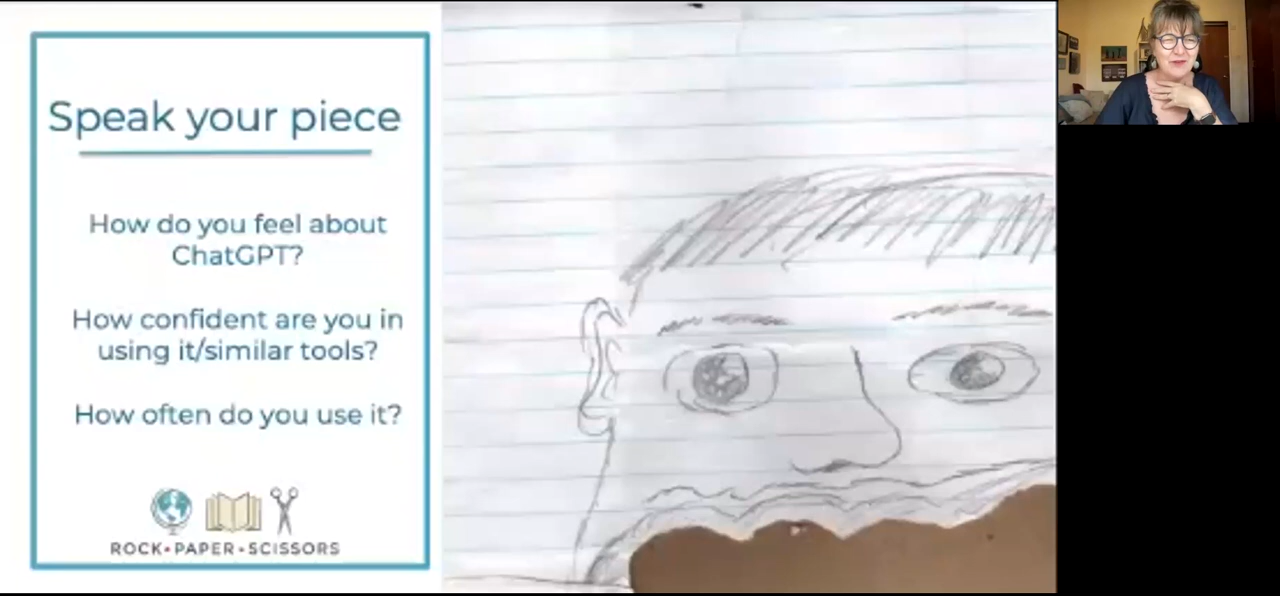 Speak your piece
How do you feel about
ChatGPT?
How confident are you in
using it/similar tools?
How often do you use it?
ROCK•PAPER•SCISSORS